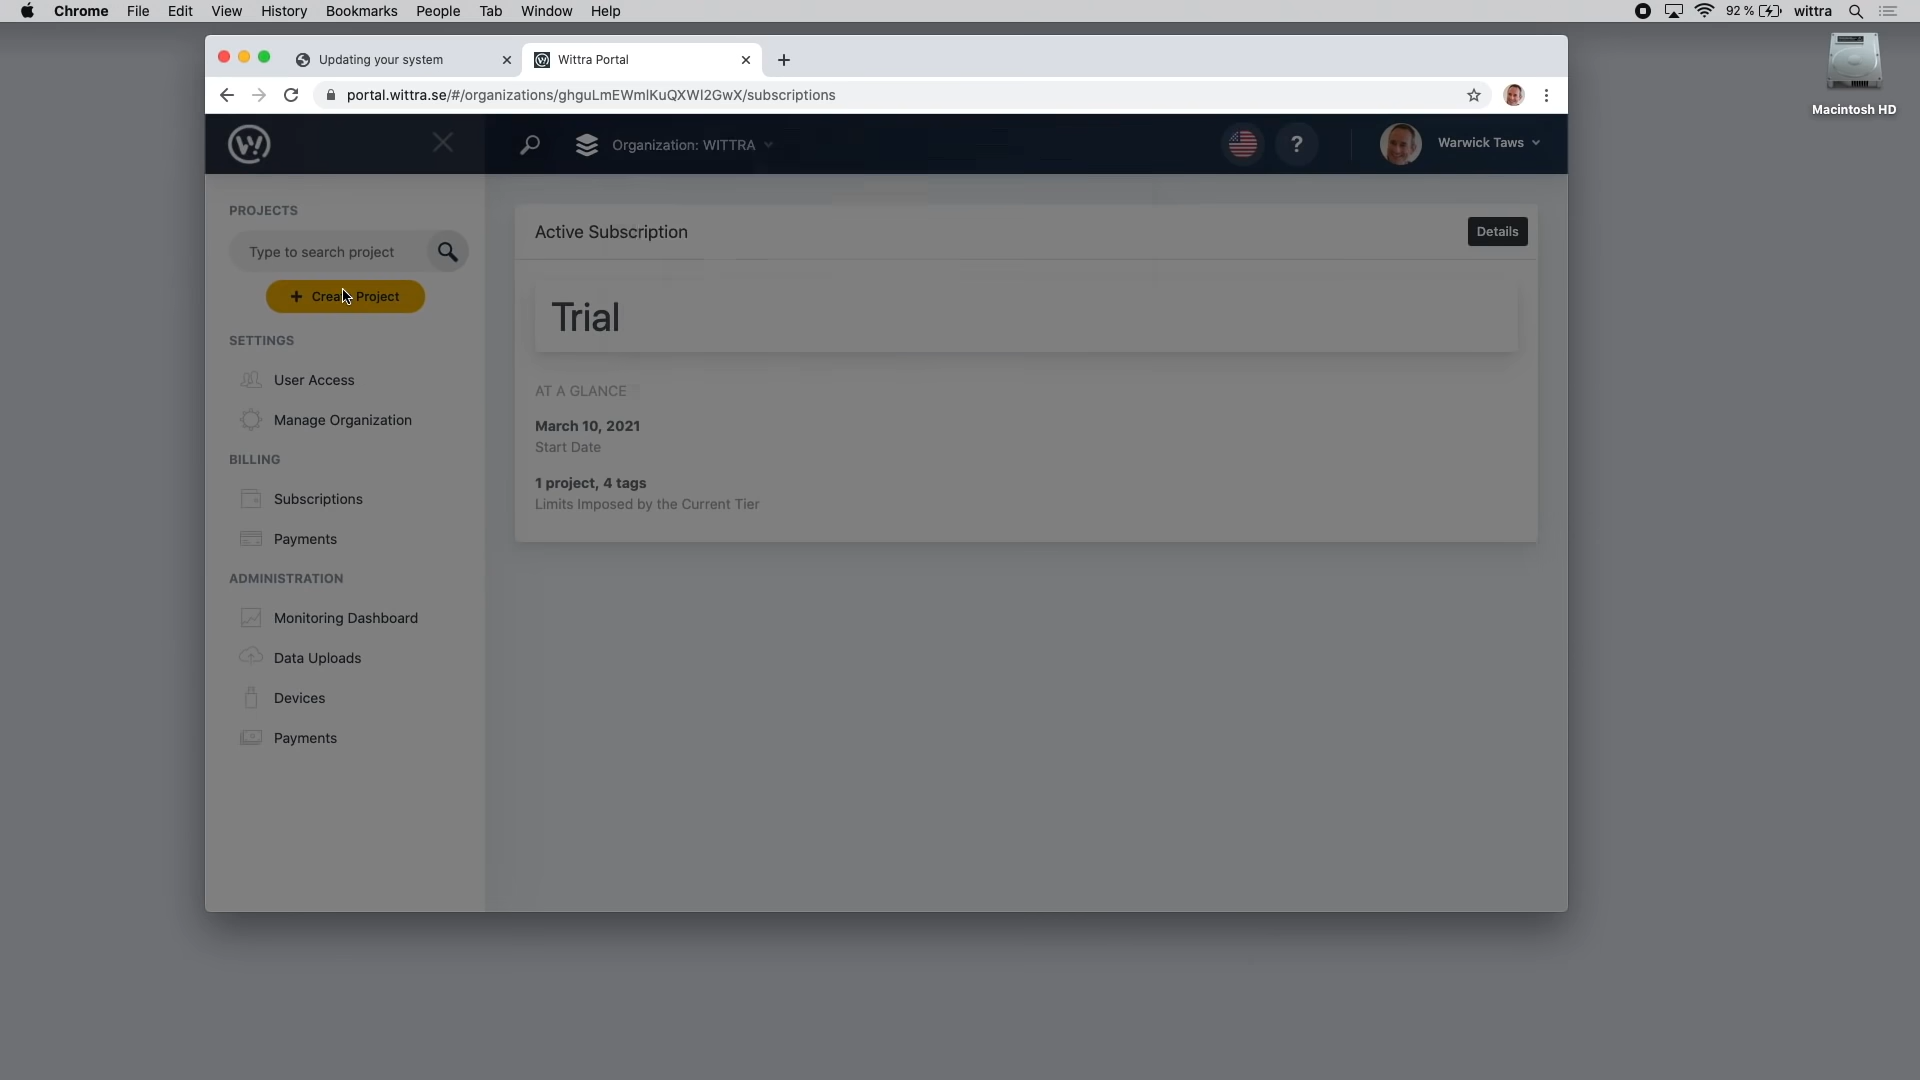 Chrome File Edit View History Bookmarks People Tab Window Help
92 % wittra
Updating your system
Wittra Portal
portal.wittra.se/#/organizations/ghguLmEWmlKuQXWI2GwX/subscriptions
Macintosh HD
Organization: WITTRA
?
Warwick Taws
PROJECTS
Type to search project
+ Create Project
SETTINGS
User Access
Manage Organization
BILLING
Subscriptions
Payments
ADMINISTRATION
Monitoring Dashboard
Data Uploads
Devices
Payments
Active Subscription
Details
Trial
AT A GLANCE
March 10, 2021
Start Date
1 project, 4 tags
Limits Imposed by the Current Tier